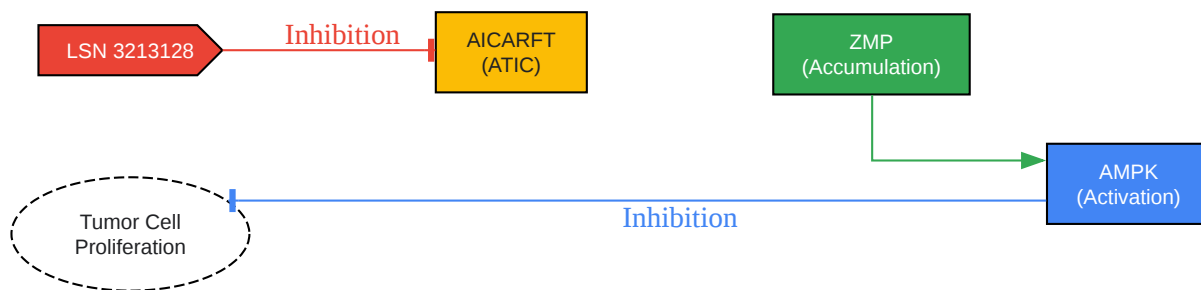 LSN 3213128
Inhibition
AICARFT
(ATIC)
ZMP
(Accumulation)
AMPK
(Activation)
Tumor Cell
Proliferation
Inhibition